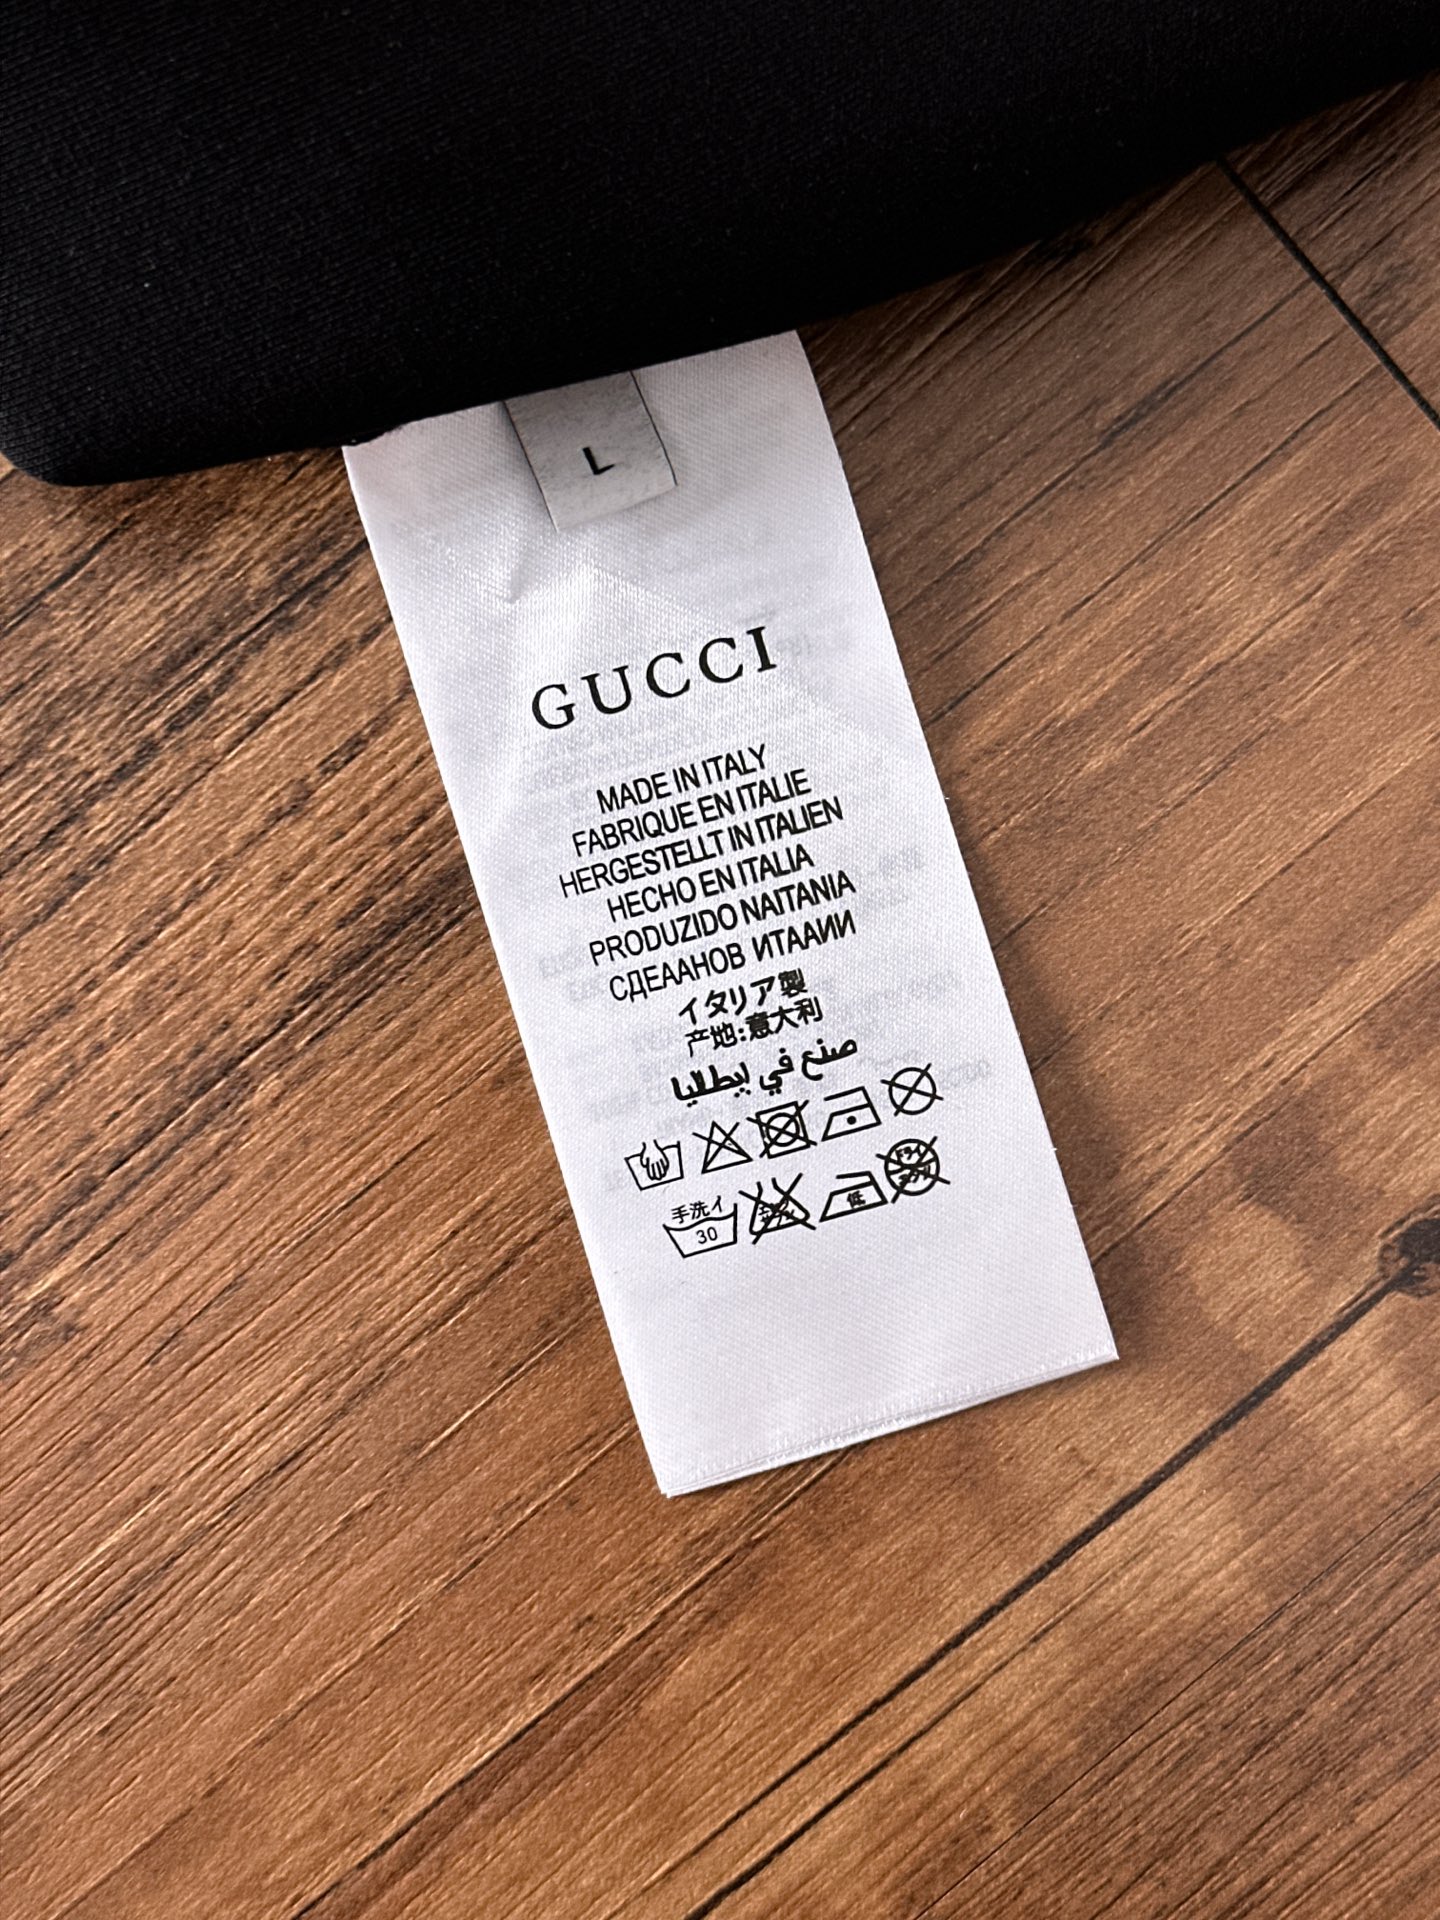 L
GUCCI
MADE IN ITALY
FABRIQUE EN ITALIE
HERGESTELLT IN ITALIEN
HECHO EN ITALIA
PRODUZIDO NAITANIA
СДЕААНОВ ИТААИИ
イタリア製
产地:意大利
صنع في ايطاليا
手洗イ
30
低